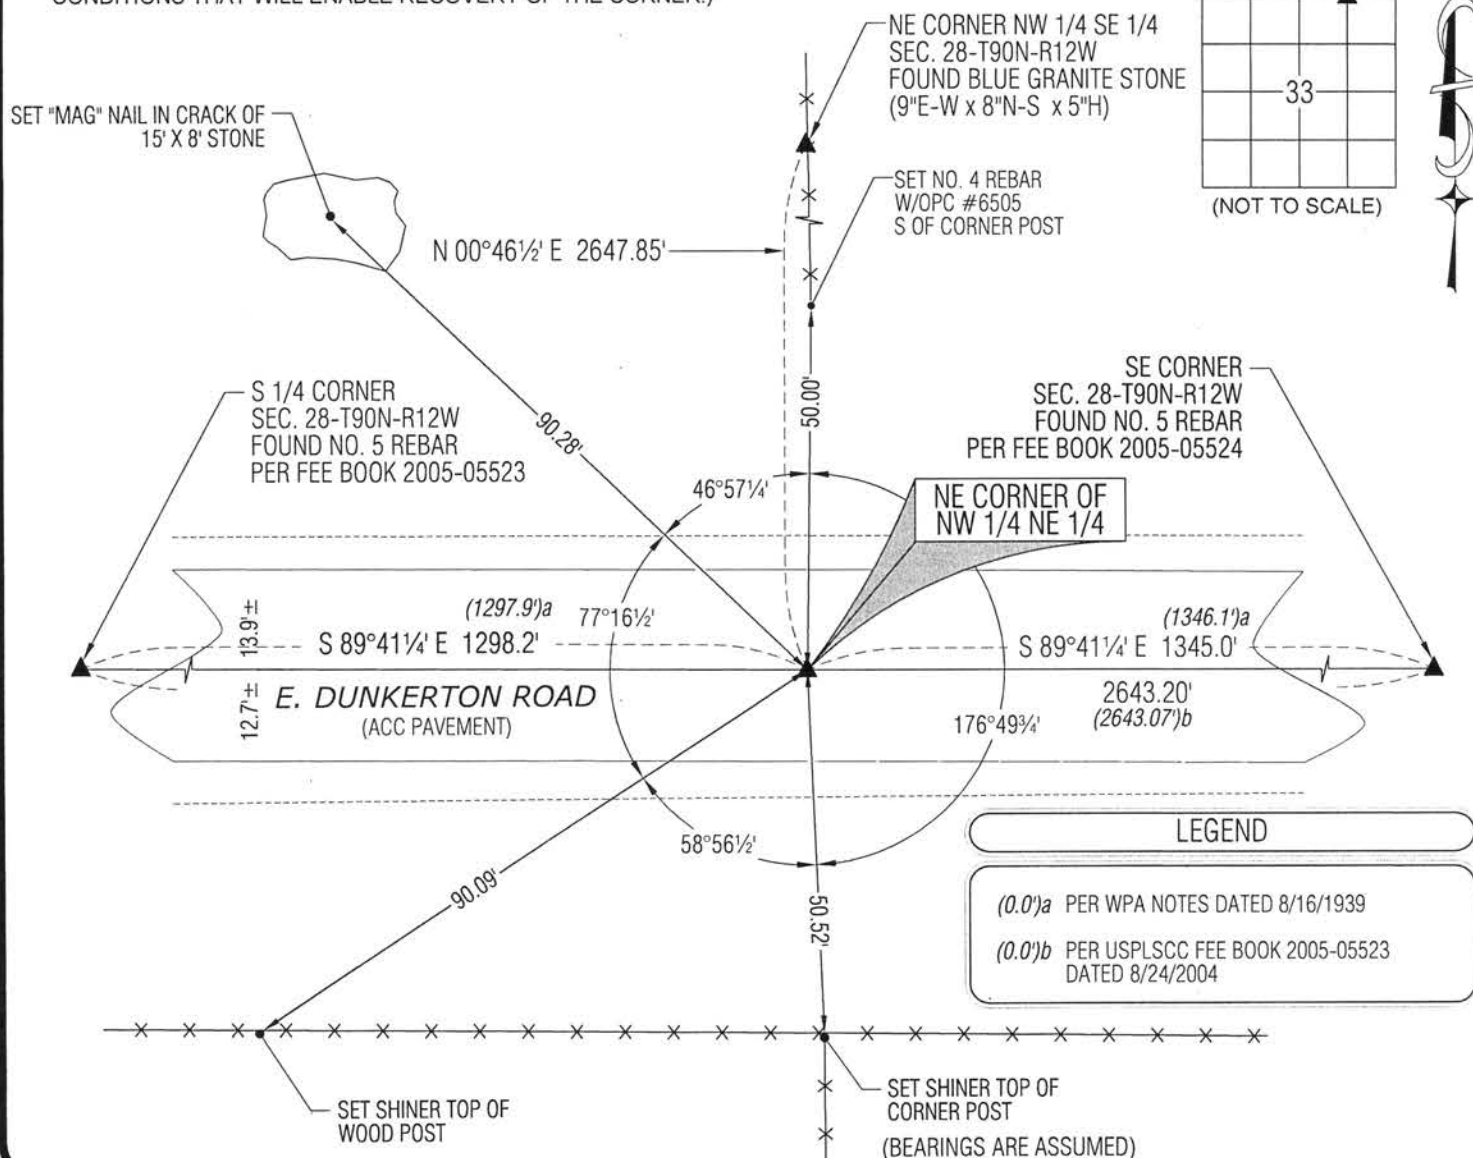 CONDITIONS THAT WILL ENABLE RECOVERY OF THE CORNER.)
NE CORNER NW 1/4 SE 1/4
SEC. 28-T90N-R12W
FOUND BLUE GRANITE STONE
(9"E-W x 8"N-S x 5"H)
33
(NOT TO SCALE)
SET "MAG" NAIL IN CRACK OF
15' X 8' STONE
SET NO. 4 REBAR
W/OPC #6505
S OF CORNER POST
N 00°46½' E 2647.85'
S 1/4 CORNER
SEC. 28-T90N-R12W
FOUND NO. 5 REBAR
PER FEE BOOK 2005-05523
90.28'
50.00'
SE CORNER
SEC. 28-T90N-R12W
FOUND NO. 5 REBAR
PER FEE BOOK 2005-05524
46°57¼'
NE CORNER OF
NW 1/4 NE 1/4
13.9'±
(1297.9')a
S 89°41¼' E 1298.2'
77°16½'
(1346.1')a
S 89°41¼' E 1345.0'
12.7'±
E. DUNKERTON ROAD
(ACC PAVEMENT)
176°49¾'
2643.20'
(2643.07')b
58°56½'
90.09'
50.52'
LEGEND
(0.0')a PER WPA NOTES DATED 8/16/1939
(0.0')b PER USPLSCC FEE BOOK 2005-05523
DATED 8/24/2004
SET SHINER TOP OF
WOOD POST
SET SHINER TOP OF
CORNER POST
(BEARINGS ARE ASSUMED)